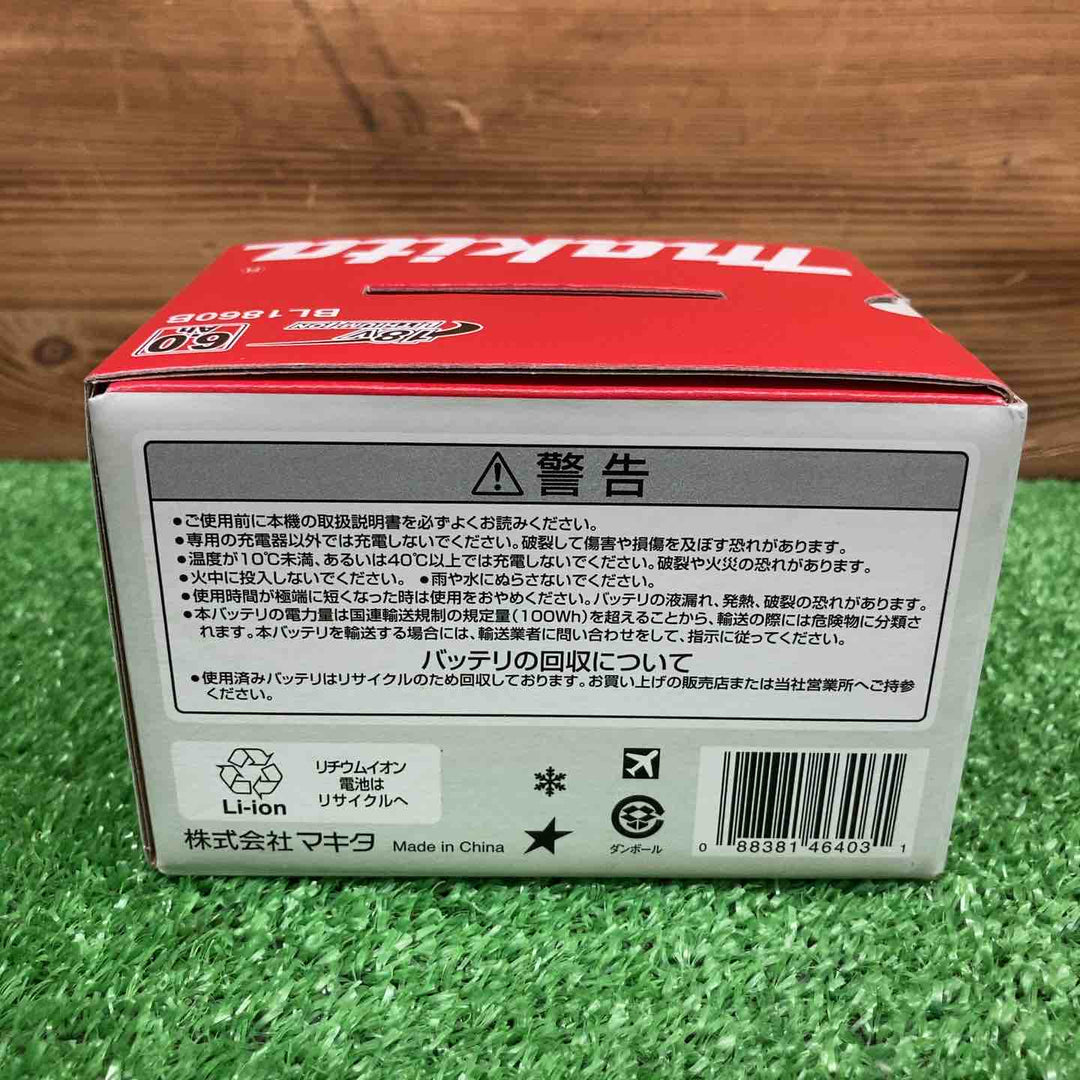 makita
BL1860B
18V
LITHIUM-ION
6.0
Ah
警告
●ご使用前に本機の取扱説明書を必ずよくお読みください。
●専用の充電器以外では充電しないでください。破裂して傷害や損傷を及ぼす恐れがあります。
●温度が10℃未満、あるいは40℃以上では充電しないでください。破裂や火災の恐れがあります。
●火中に投入しないでください。 ●雨や水にぬらさないでください。
●使用時間が極端に短くなった時は使用をおやめください。バッテリの液漏れ、発熱、破裂の恐れがあります。
●本バッテリの電力量は国連輸送規制の規定量(100Wh)を超えることから、輸送の際には危険物に分類さ
れます。本バッテリを輸送する場合には、輸送業者に問い合わせをして、指示に従ってください。
バッテリの回収について
●使用済みバッテリはリサイクルのため回収しております。お買い上げの販売店または当社営業所へご持参
ください。
Li-ion
リチウムイオン
電池は
リサイクルへ
株式会社 マキタ
Made in China
ダンボール
0 88381 46403 1